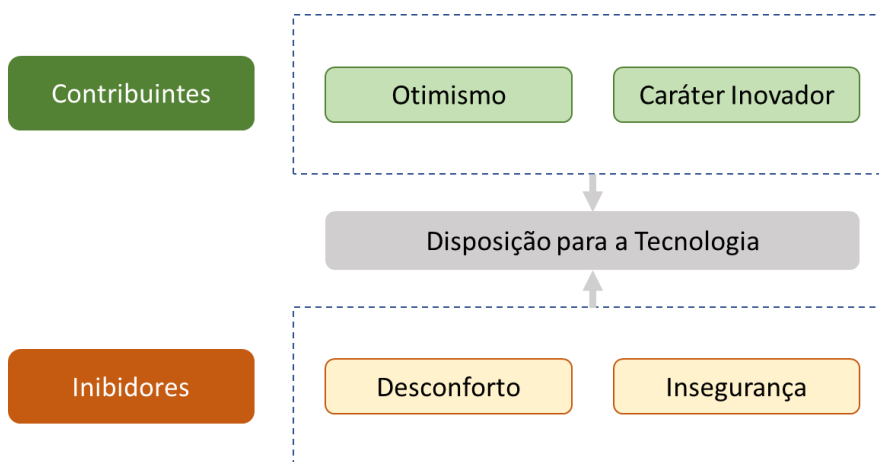 Contribuintes
Otimismo
Caráter Inovador
Disposição para a Tecnologia
Inibidores
Desconforto
Insegurança